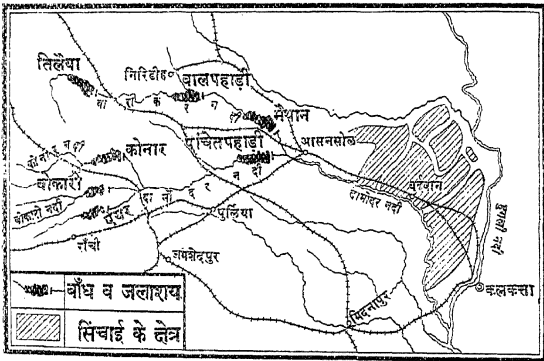 तिलैया
गिरिडीह
बालपहाड़ी
बाराकर न
मैथान
कोनार नदी
कोनार
पंचेतपहाड़ी
आसनसोल
बोकारो
दामोदर नदी
दामोदर नदी
बर्दवान
बोकारो नदी
पुर्लिया
हुगली नदी
राँची
जमशेदपुर
कलकत्ता
मिदनापुर
बाँध व जलाशय
सिंचाई के क्षेत्र